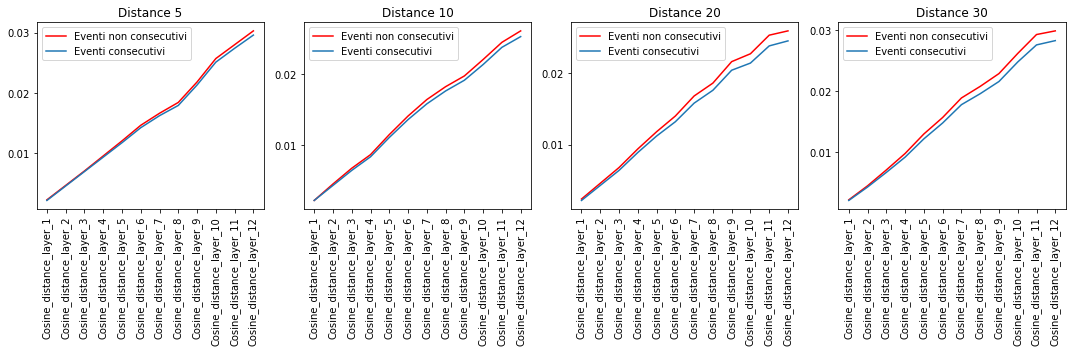 Distance 5
Eventi non consecutivi
Eventi consecutivi
0.03
0.02
0.01
Cosine_distance_layer_1
Cosine_distance_layer_2
Cosine_distance_layer_3
Cosine_distance_layer_4
Cosine_distance_layer_5
Cosine_distance_layer_6
Cosine_distance_layer_7
Cosine_distance_layer_8
Cosine_distance_layer_9
Cosine_distance_layer_10
Cosine_distance_layer_11
Cosine_distance_layer_12
Distance 10
Eventi non consecutivi
Eventi consecutivi
0.02
0.01
Cosine_distance_layer_1
Cosine_distance_layer_2
Cosine_distance_layer_3
Cosine_distance_layer_4
Cosine_distance_layer_5
Cosine_distance_layer_6
Cosine_distance_layer_7
Cosine_distance_layer_8
Cosine_distance_layer_9
Cosine_distance_layer_10
Cosine_distance_layer_11
Cosine_distance_layer_12
Distance 20
Eventi non consecutivi
Eventi consecutivi
0.02
0.01
Cosine_distance_layer_1
Cosine_distance_layer_2
Cosine_distance_layer_3
Cosine_distance_layer_4
Cosine_distance_layer_5
Cosine_distance_layer_6
Cosine_distance_layer_7
Cosine_distance_layer_8
Cosine_distance_layer_9
Cosine_distance_layer_10
Cosine_distance_layer_11
Cosine_distance_layer_12
Distance 30
Eventi non consecutivi
Eventi consecutivi
0.03
0.02
0.01
Cosine_distance_layer_1
Cosine_distance_layer_2
Cosine_distance_layer_3
Cosine_distance_layer_4
Cosine_distance_layer_5
Cosine_distance_layer_6
Cosine_distance_layer_7
Cosine_distance_layer_8
Cosine_distance_layer_9
Cosine_distance_layer_10
Cosine_distance_layer_11
Cosine_distance_layer_12